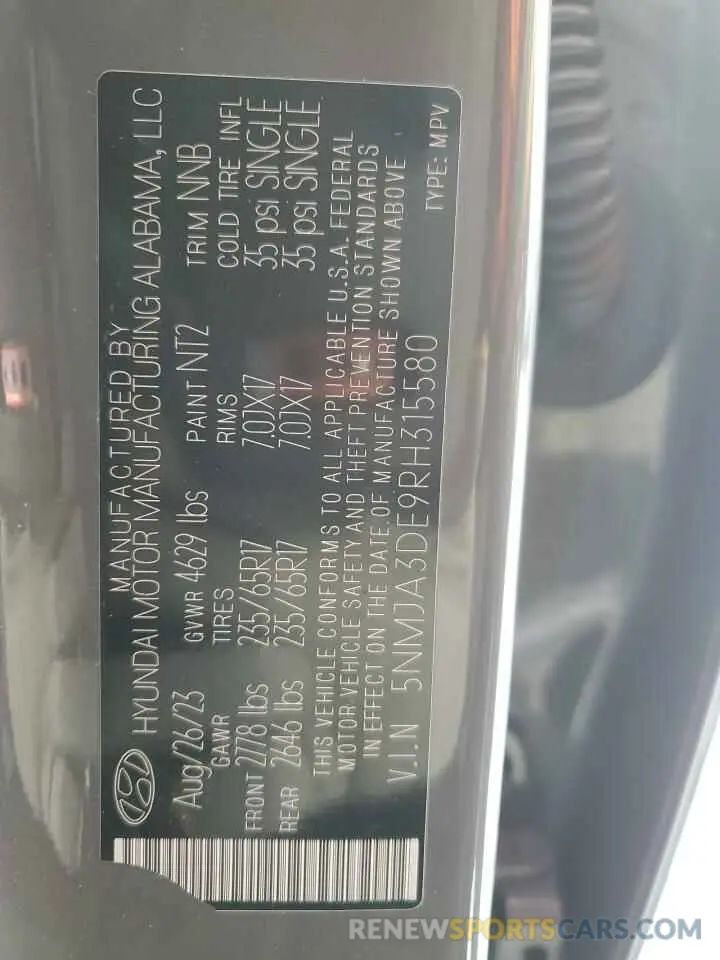 MANUFACTURED BY
HYUNDAI MOTOR MANUFACTURING ALABAMA, LLC
Aug/26/23 GVWR 4629 lbs PAINT NT2 TRIM NNB
GAWR TIRES RIMS COLD TIRE INFL
FRONT 2778 lbs 235/65R17 7.0JX17 35 psi SINGLE
REAR 2646 lbs 235/65R17 7.0JX17 35 psi SINGLE
THIS VEHICLE CONFORMS TO ALL APPLICABLE U.S.A. FEDERAL
MOTOR VEHICLE SAFETY AND THEFT PREVENTION STANDARDS
IN EFFECT ON THE DATE OF MANUFACTURE SHOWN ABOVE
V.I.N 5NMJA3DE9RH315580 TYPE: MPV
RENEWSPORTSCARS.COM